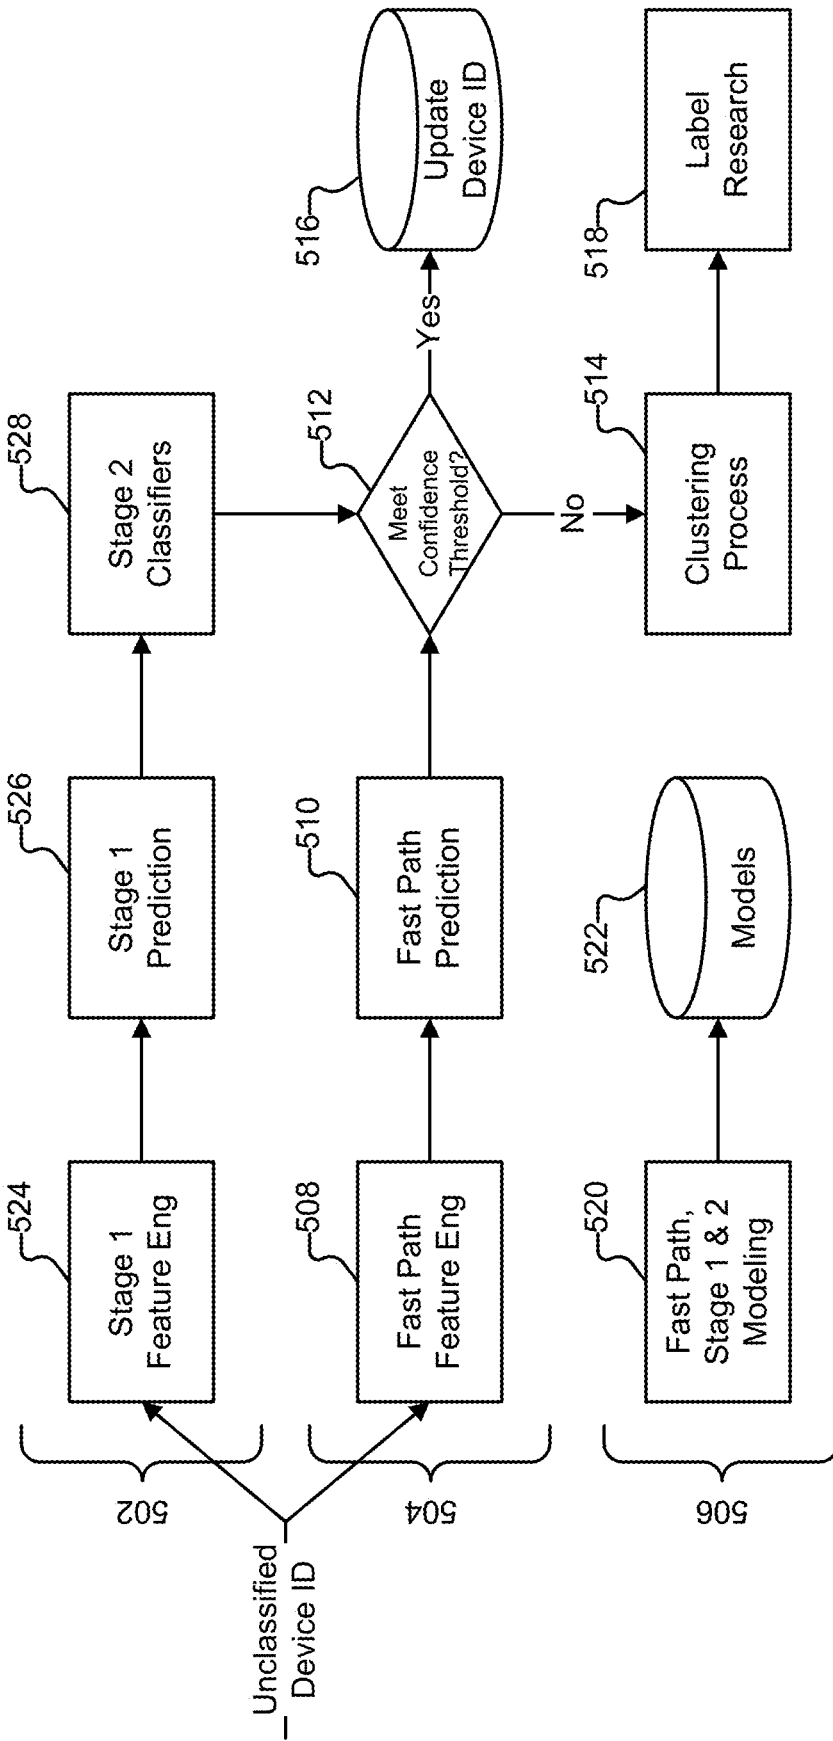 Unclassified
Device ID
502
524
Stage 1
Feature Eng
526
Stage 1
Prediction
528
Stage 2
Classifiers
504
508
Fast Path
Feature Eng
510
Fast Path
Prediction
512
Meet
Confidence
Threshold?
Yes
516
Update
Device ID
No
506
520
Fast Path,
Stage 1 & 2
Modeling
522
Models
514
Clustering
Process
518
Label
Research